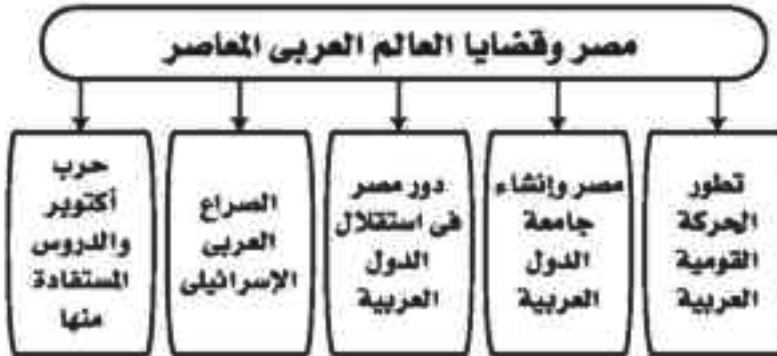 مصر وقضايا العالم العربى المعاصر
تطور
الحركة
القومية
العربية
مصر وإنشاء
جامعة
الدول
العربية
دور مصر
فى استقلال
الدول
العربية
الصراع
العربى
الإسرائيلى
حرب
أكتوبر
والدروس
المستفادة
منها